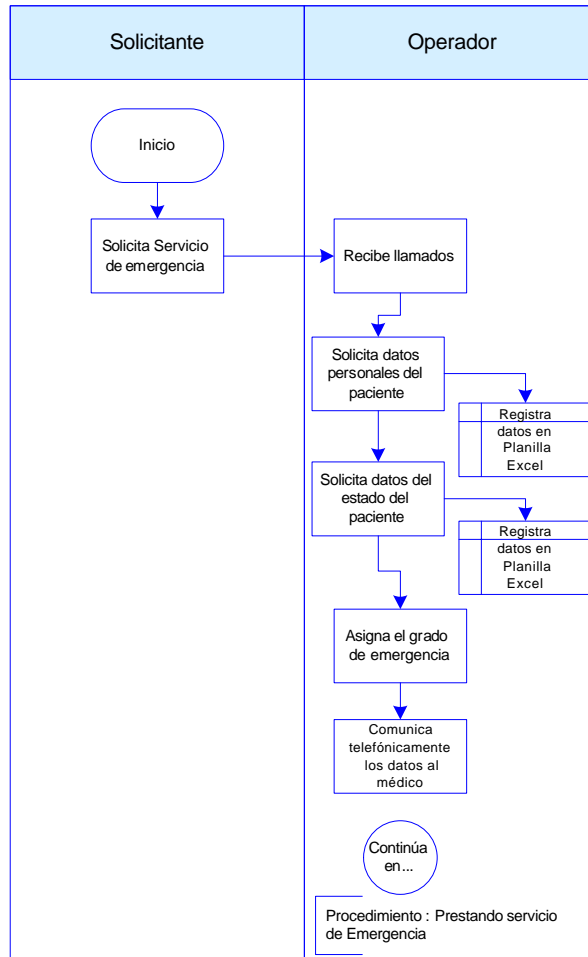 Solicitante
Operador
Inicio
Solicita Servicio
de emergencia
Recibe llamados
Solicita datos
personales del
paciente
Registra
datos en
Planilla
Excel
Solicita datos del
estado del
paciente
Registra
datos en
Planilla
Excel
Asigna el grado
de emergencia
Comunica
telefónicamente
los datos al
médico
Continúa
en...
Procedimiento : Prestando servicio
de Emergencia